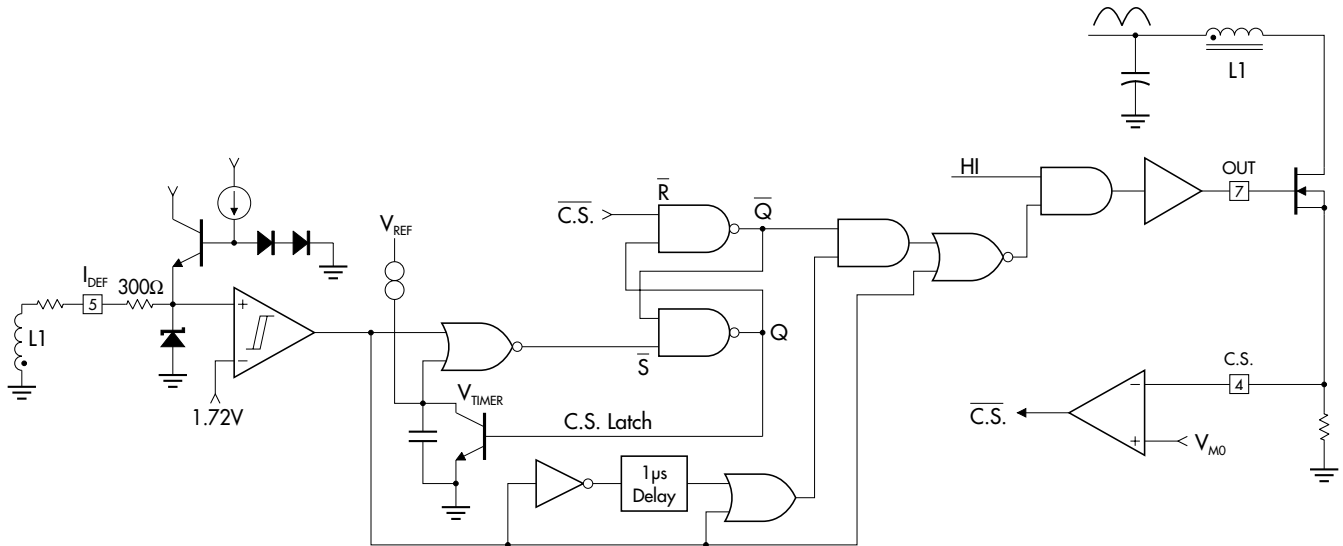 L1
HI
OUT
7
R̅
C̅.̅S̅.̅
Q̅
V_REF
I_DEF
5
300Ω
L1
1.72V
+
−
S̅
Q
V_TIMER
C.S. Latch
1µs
Delay
C.S.
4
C̅.̅S̅.̅
−
+
V_M0